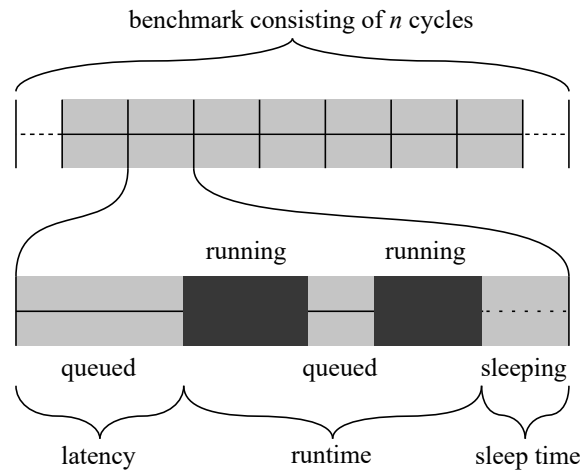 benchmark consisting of n cycles
running running
queued queued sleeping
latency runtime sleep time